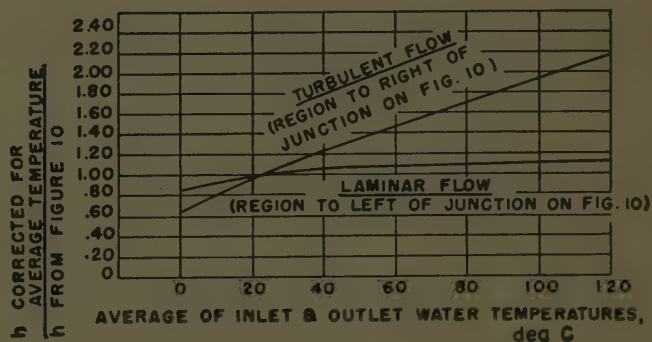 2.40
2.20
2.00
1.80
1.60
1.40
1.20
1.00
.80
.60
.40
.20
0
h CORRECTED FOR
AVERAGE TEMPERATURE
h FROM FIGURE 10
TURBULENT FLOW
(REGION TO RIGHT OF
JUNCTION ON FIG. 10)
LAMINAR FLOW
(REGION TO LEFT OF JUNCTION ON FIG. 10)
0 20 40 60 80 100 120
AVERAGE OF INLET & OUTLET WATER TEMPERATURES,
deg C